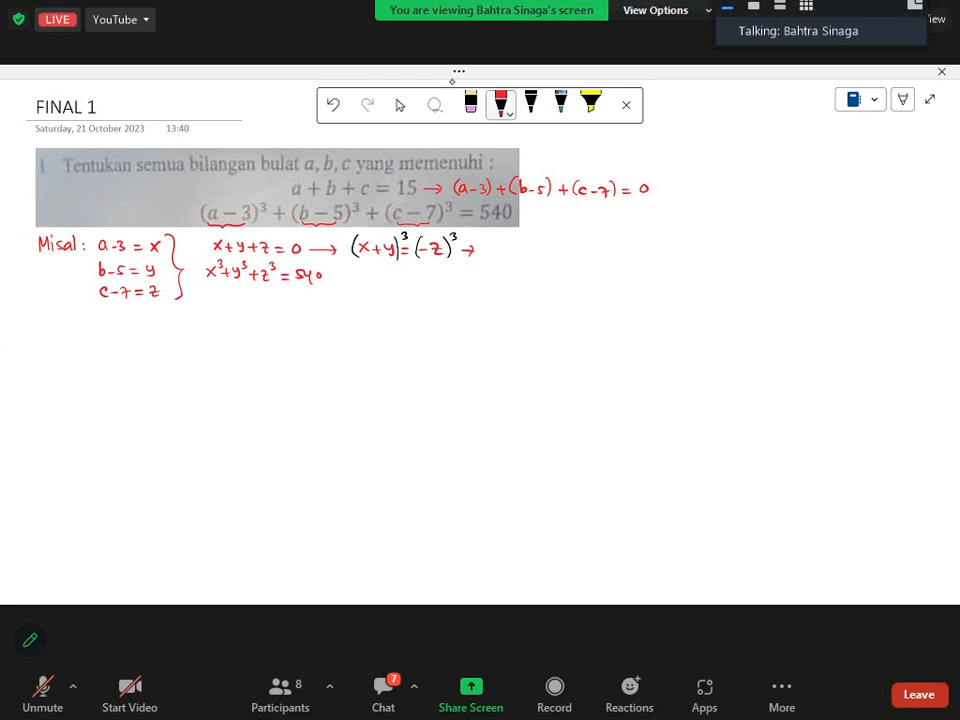 LIVE
YouTube
You are viewing Bahtra Sinaga's screen
View Options
View
Talking: Bahtra Sinaga
FINAL 1
Saturday, 21 October 2023 13:40
1 Tentukan semua bilangan bulat a, b, c yang memenuhi :
a + b + c = 15 → (a-3) + (b-5) + (c-7) = 0
(a − 3)³ + (b − 5)³ + (c − 7)³ = 540
Misal : a-3 = x } x+y+z = 0 → (x+y)³ = (-z)³ →
b-5 = y x³+y³+z³ = 540
c-7 = z
Unmute
Start Video
8
Participants
7
Chat
Share Screen
Record
Reactions
Apps
More
Leave